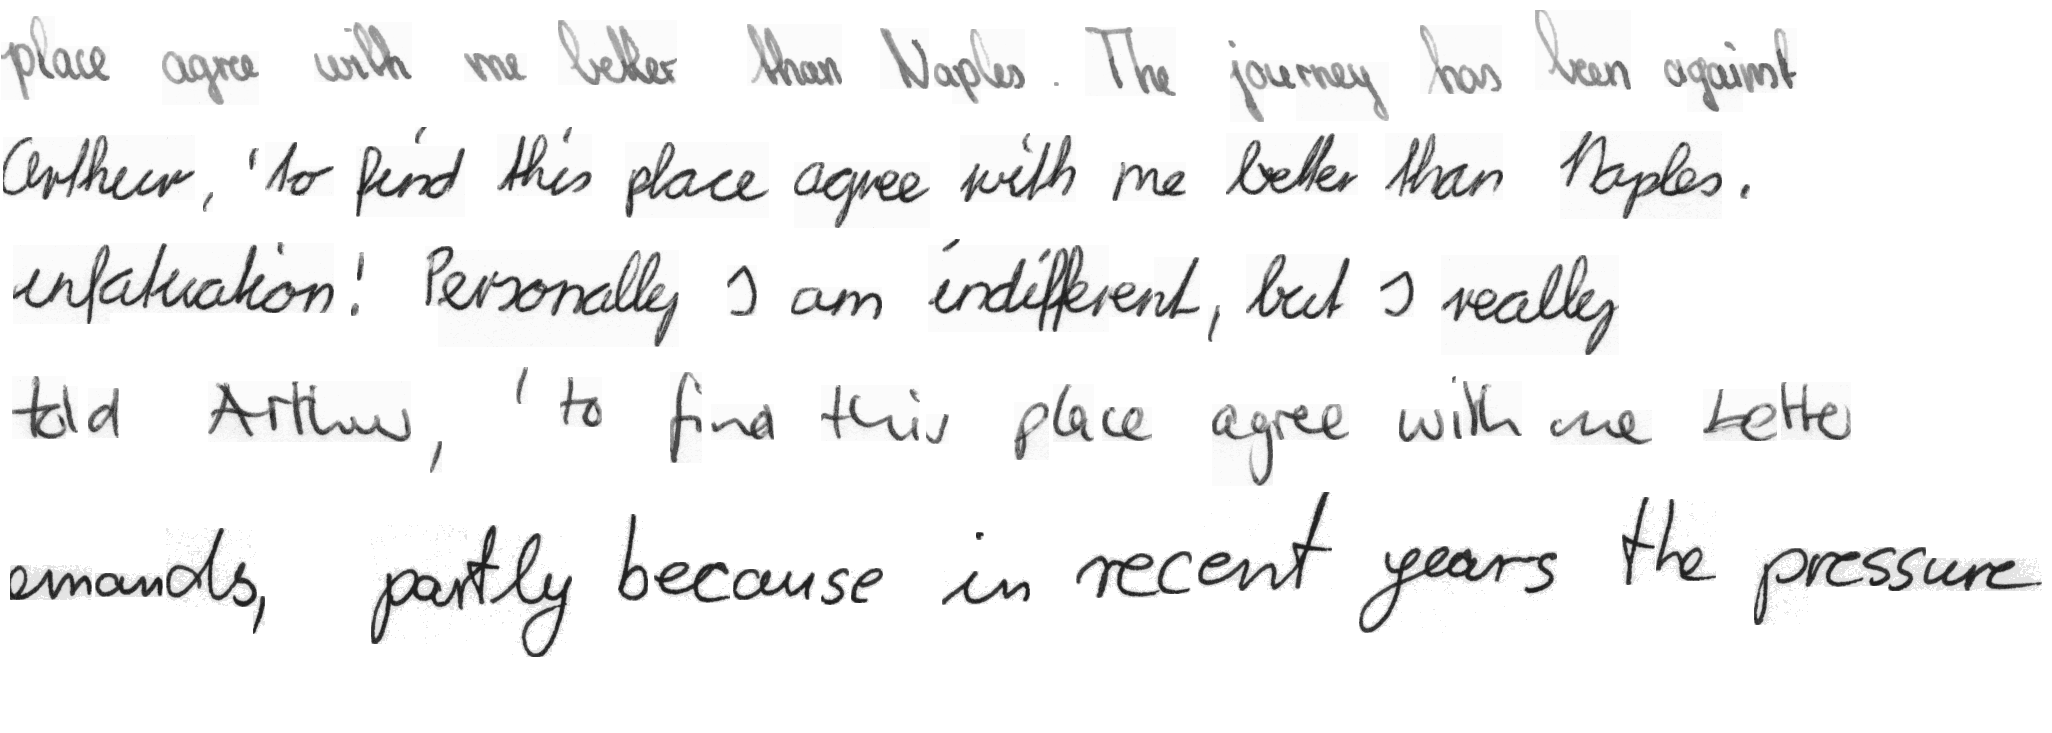 place agree with me better than Naples. The journey has been against
Arthur, 'to find this place agree with me better than Naples.
infatuation! Personally I am indifferent, but I really
told Arthur, 'to find this place agree with me better
emands, partly because in recent years the pressure